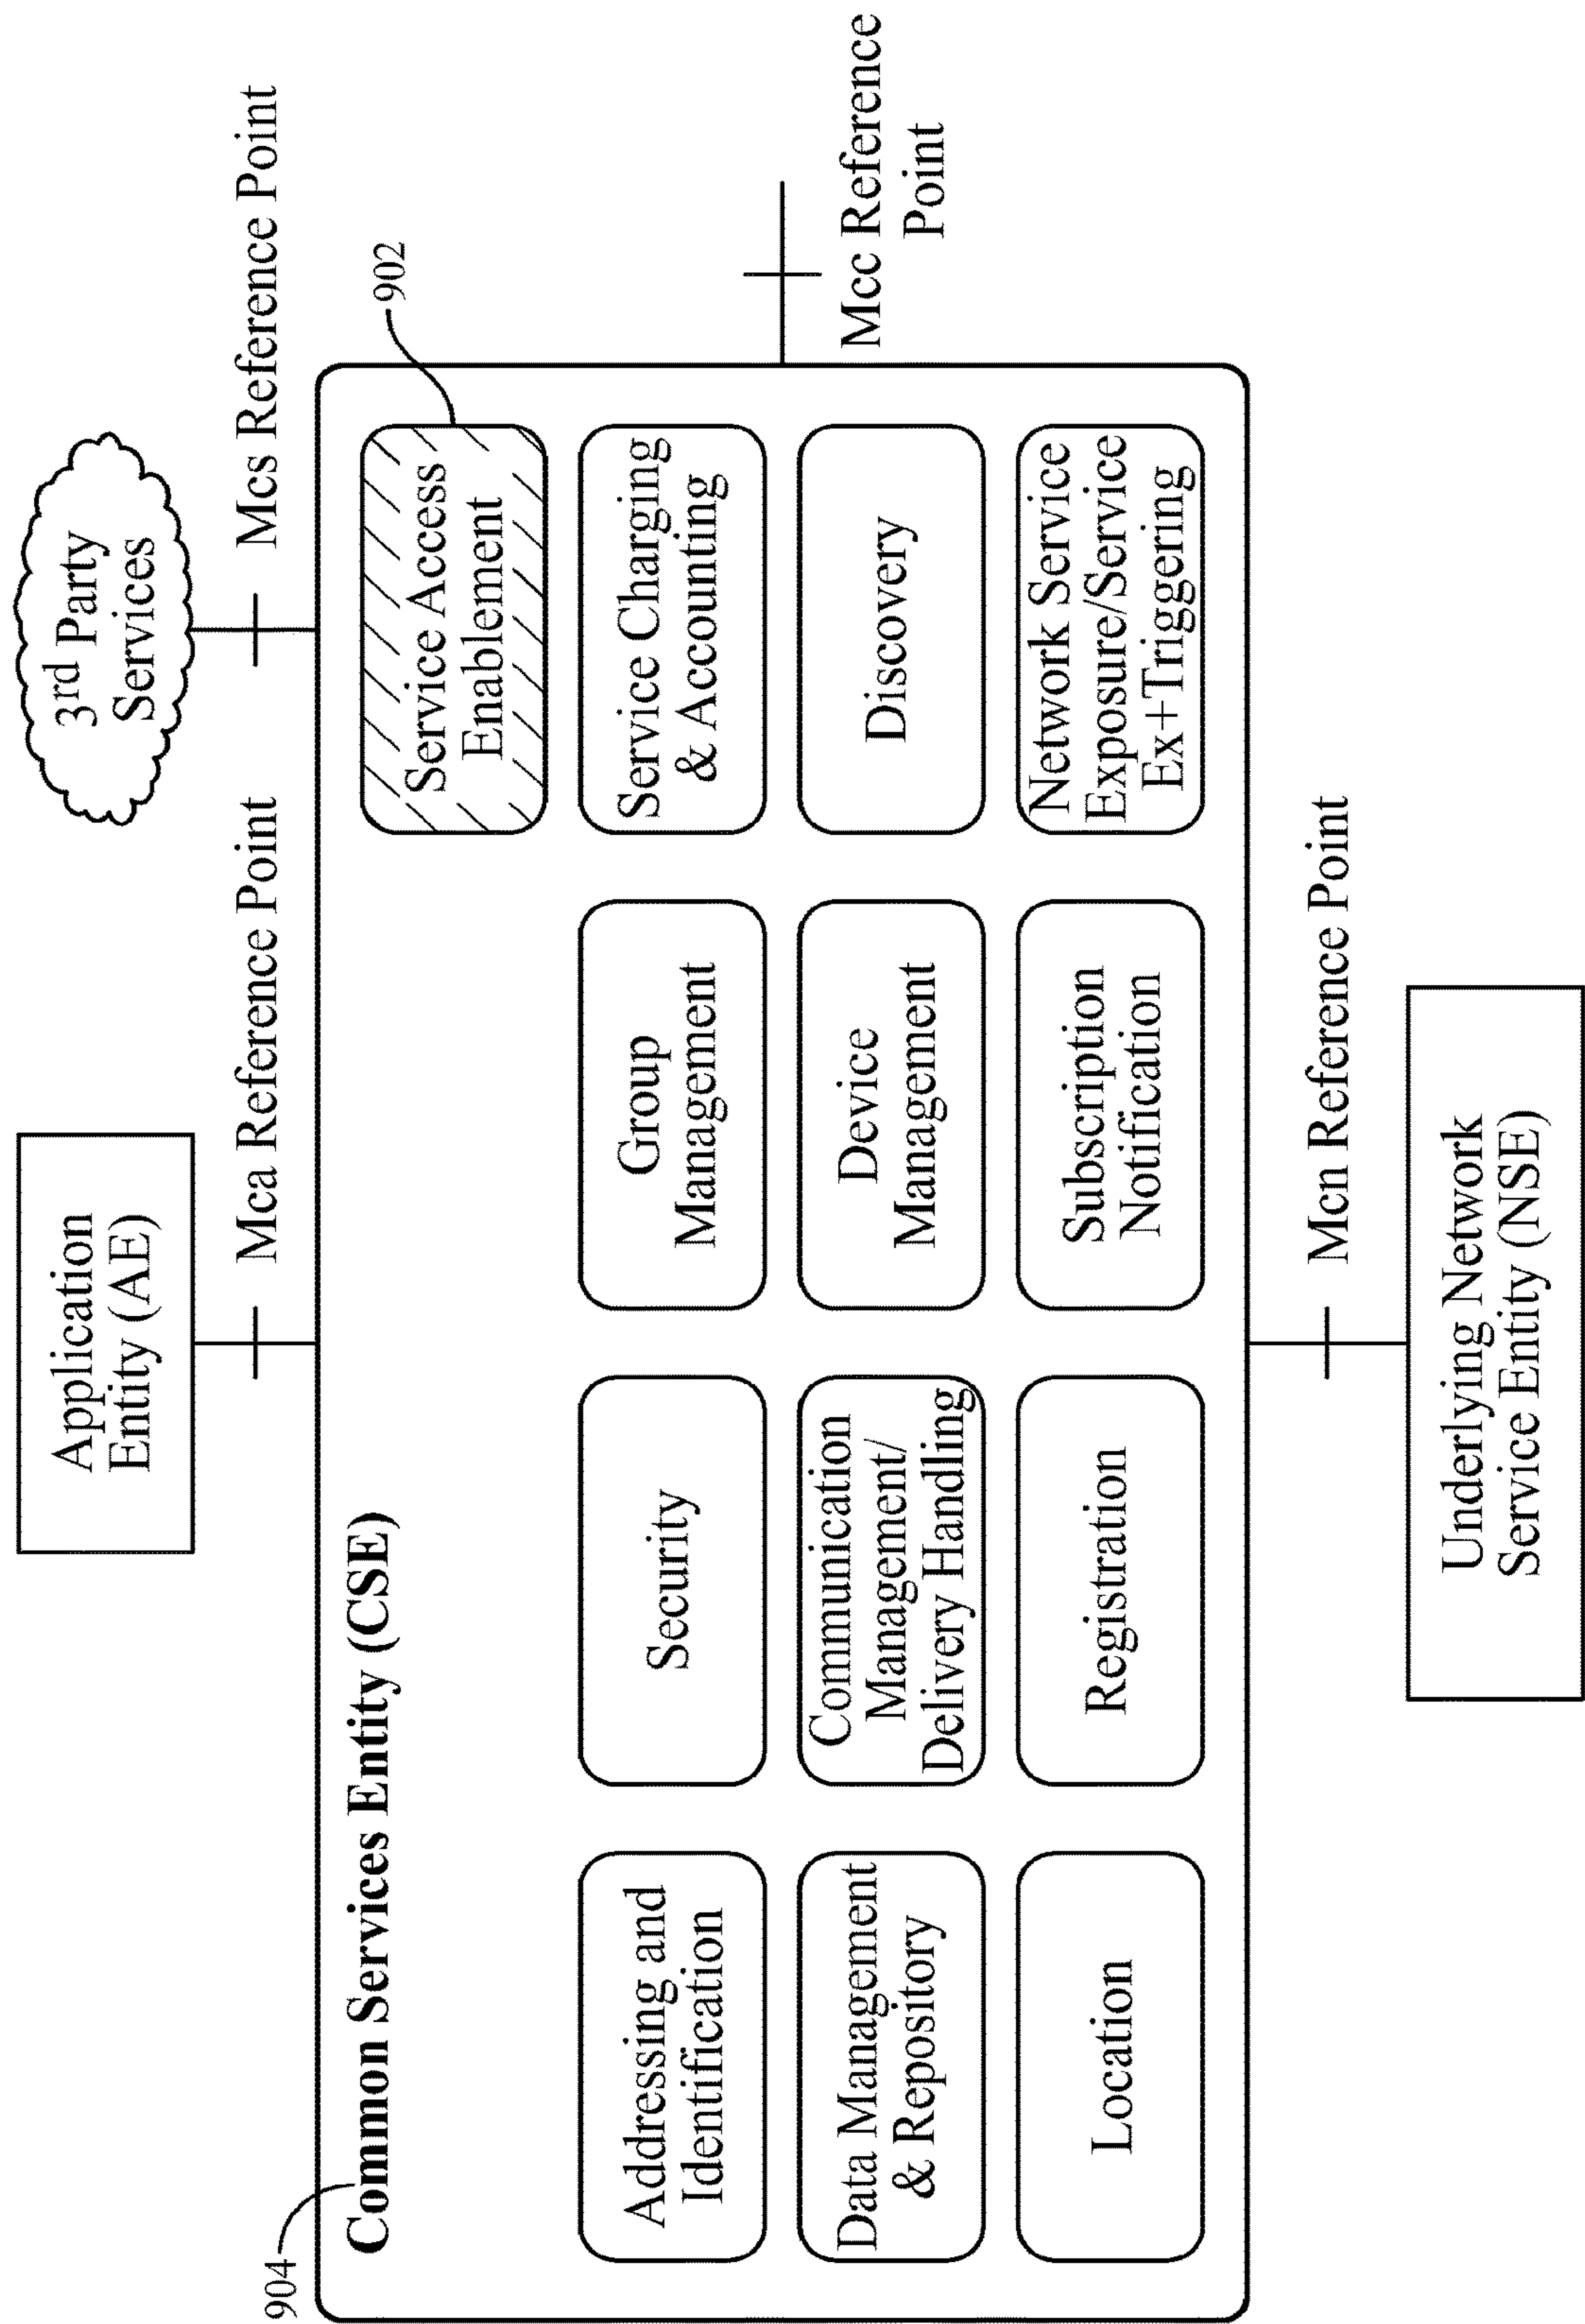 Application
Entity (AE)
3rd Party
Services
Mca Reference Point
Mcs Reference Point
904
Common Services Entity (CSE)
902
Service Access
Enablement
Addressing and
Identification
Security
Group
Management
Service Charging
& Accounting
Data Management
& Repository
Communication
Management/
Delivery Handling
Device
Management
Discovery
Location
Registration
Subscription
Notification
Network Service
Exposure/Service
Ex+Triggering
Mcc Reference
Point
Mcn Reference Point
Underlying Network
Service Entity (NSE)